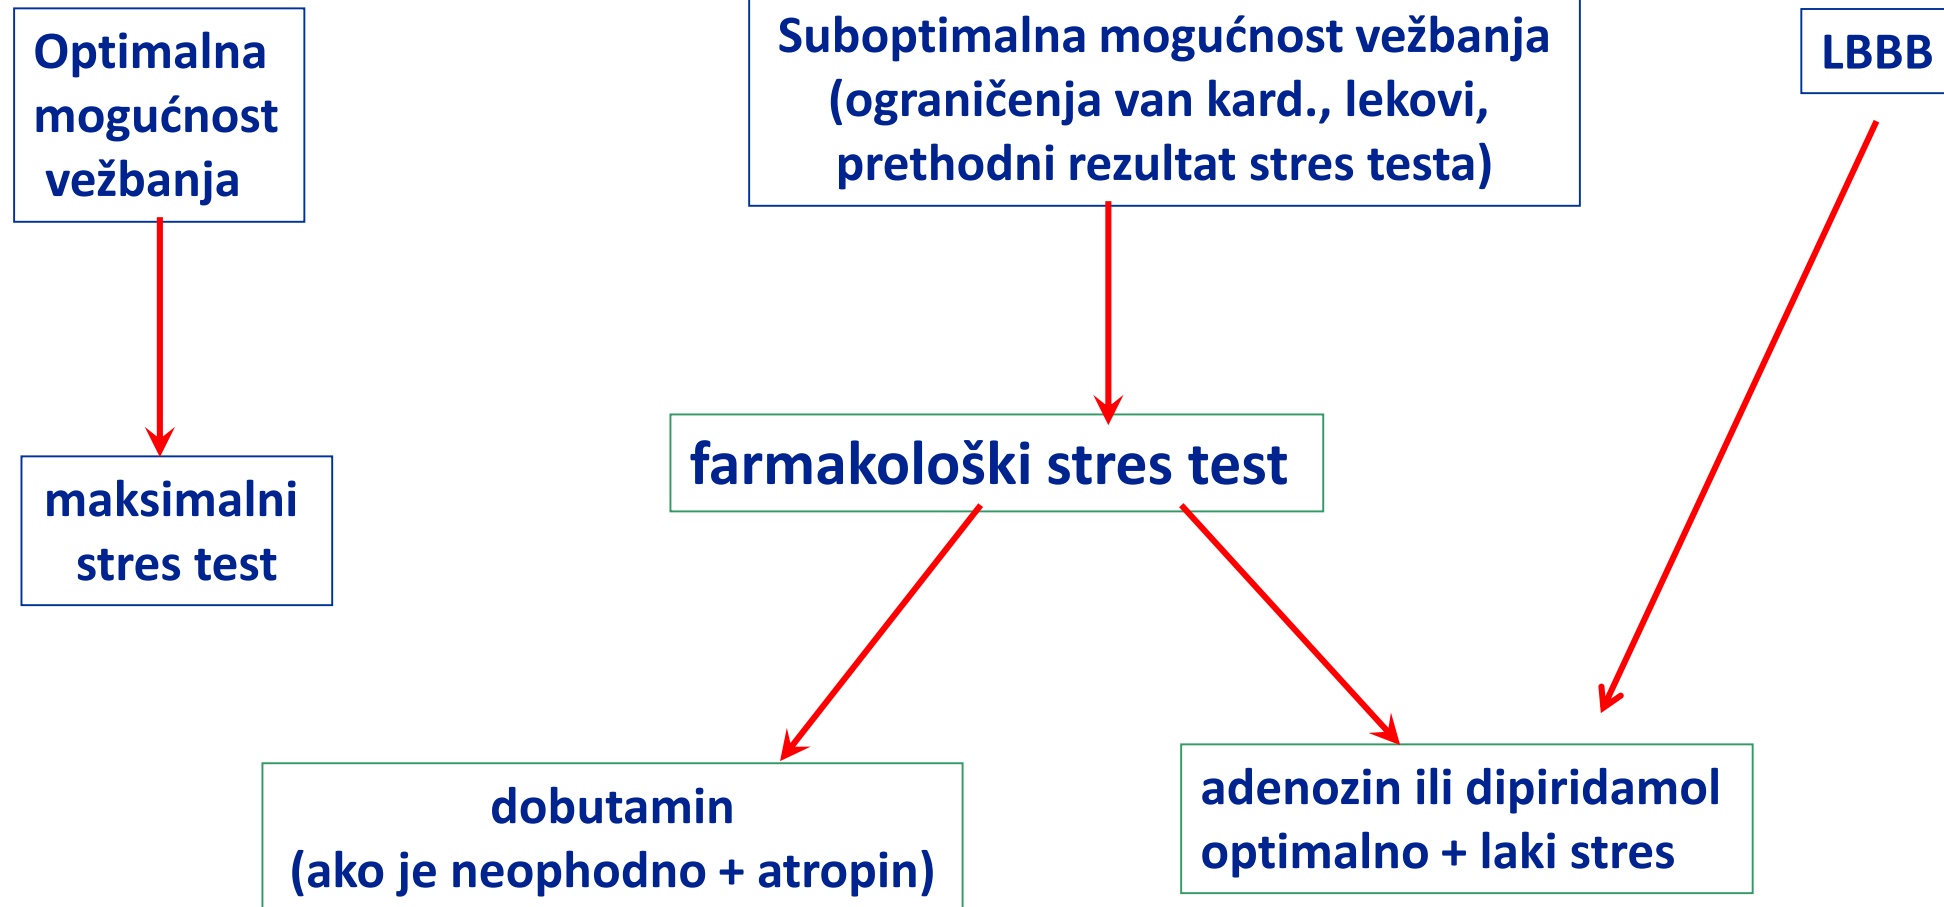 Optimalna
mogućnost
vežbanja
Suboptimalna mogućnost vežbanja
(ograničenja van kard., lekovi,
prethodni rezultat stres testa)
LBBB
maksimalni
stres test
farmakološki stres test
dobutamin
(ako je neophodno + atropin)
adenozin ili dipiridamol
optimalno + laki stres